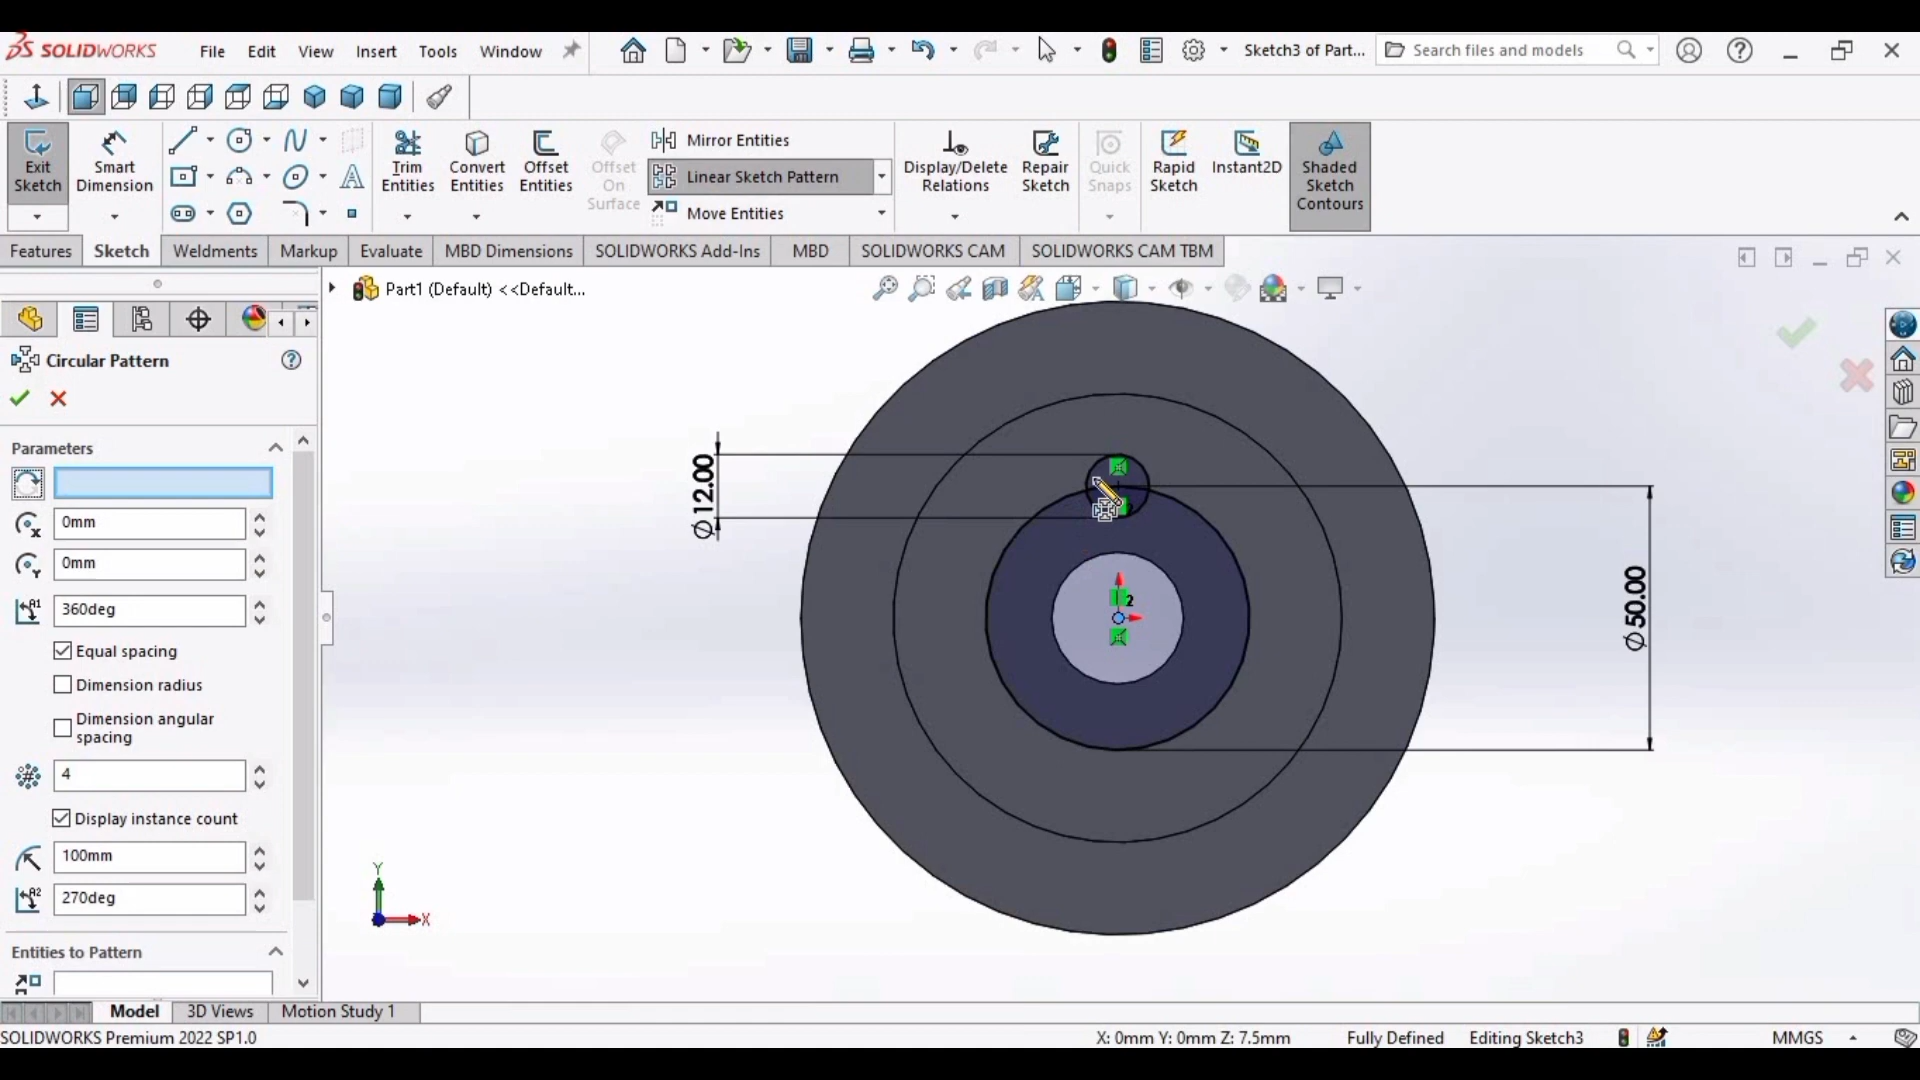 SOLIDWORKS File Edit View Insert Tools Window Sketch3 of Part... Search files and models
Exit Sketch
Smart Dimension
Trim Entities
Convert Entities
Offset Entities
Offset On Surface
Mirror Entities
Linear Sketch Pattern
Move Entities
Display/Delete Relations
Repair Sketch
Quick Snaps
Rapid Sketch
Instant2D
Shaded Sketch Contours
Features Sketch Weldments Markup Evaluate MBD Dimensions SOLIDWORKS Add-Ins MBD SOLIDWORKS CAM SOLIDWORKS CAM TBM
Part1 (Default) <<Default...
Circular Pattern
Parameters
0mm
0mm
360deg
Equal spacing
Dimension radius
Dimension angular
spacing
4
Display instance count
100mm
270deg
Entities to Pattern
∅12.00
∅50.00
2
Y
X
Model 3D Views Motion Study 1
SOLIDWORKS Premium 2022 SP1.0 X: 0mm Y: 0mm Z: 7.5mm Fully Defined Editing Sketch3 MMGS